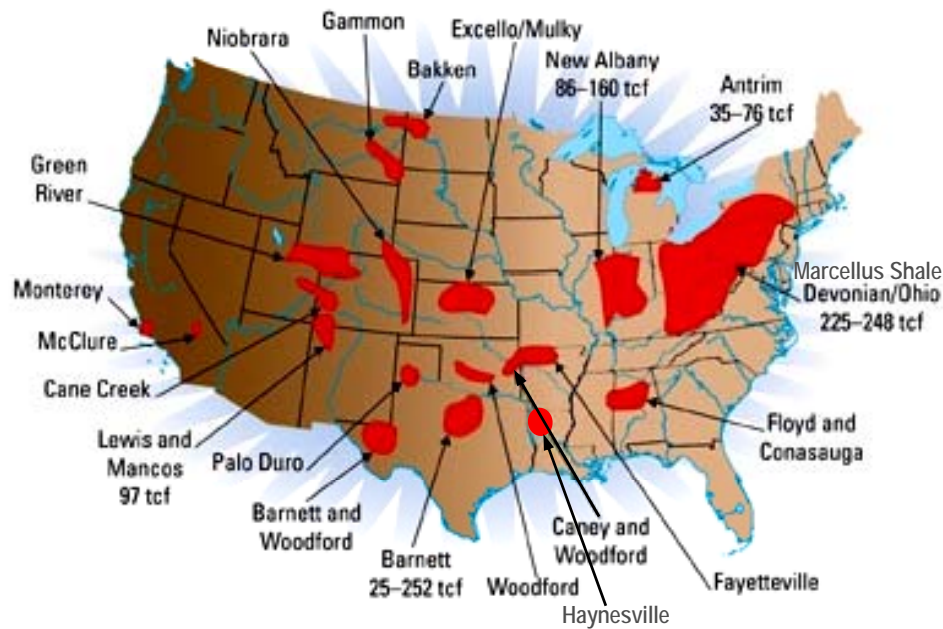 Gammon
Excello/Mulky
Niobrara
Bakken
New Albany
86–160 tcf
Antrim
35–76 tcf
Green
River
Marcellus Shale
Devonian/Ohio
225–248 tcf
Monterey
McClure
Cane Creek
Lewis and
Mancos
97 tcf
Palo Duro
Barnett and
Woodford
Barnett
25–252 tcf
Woodford
Caney and
Woodford
Haynesville
Fayetteville
Floyd and
Conasauga